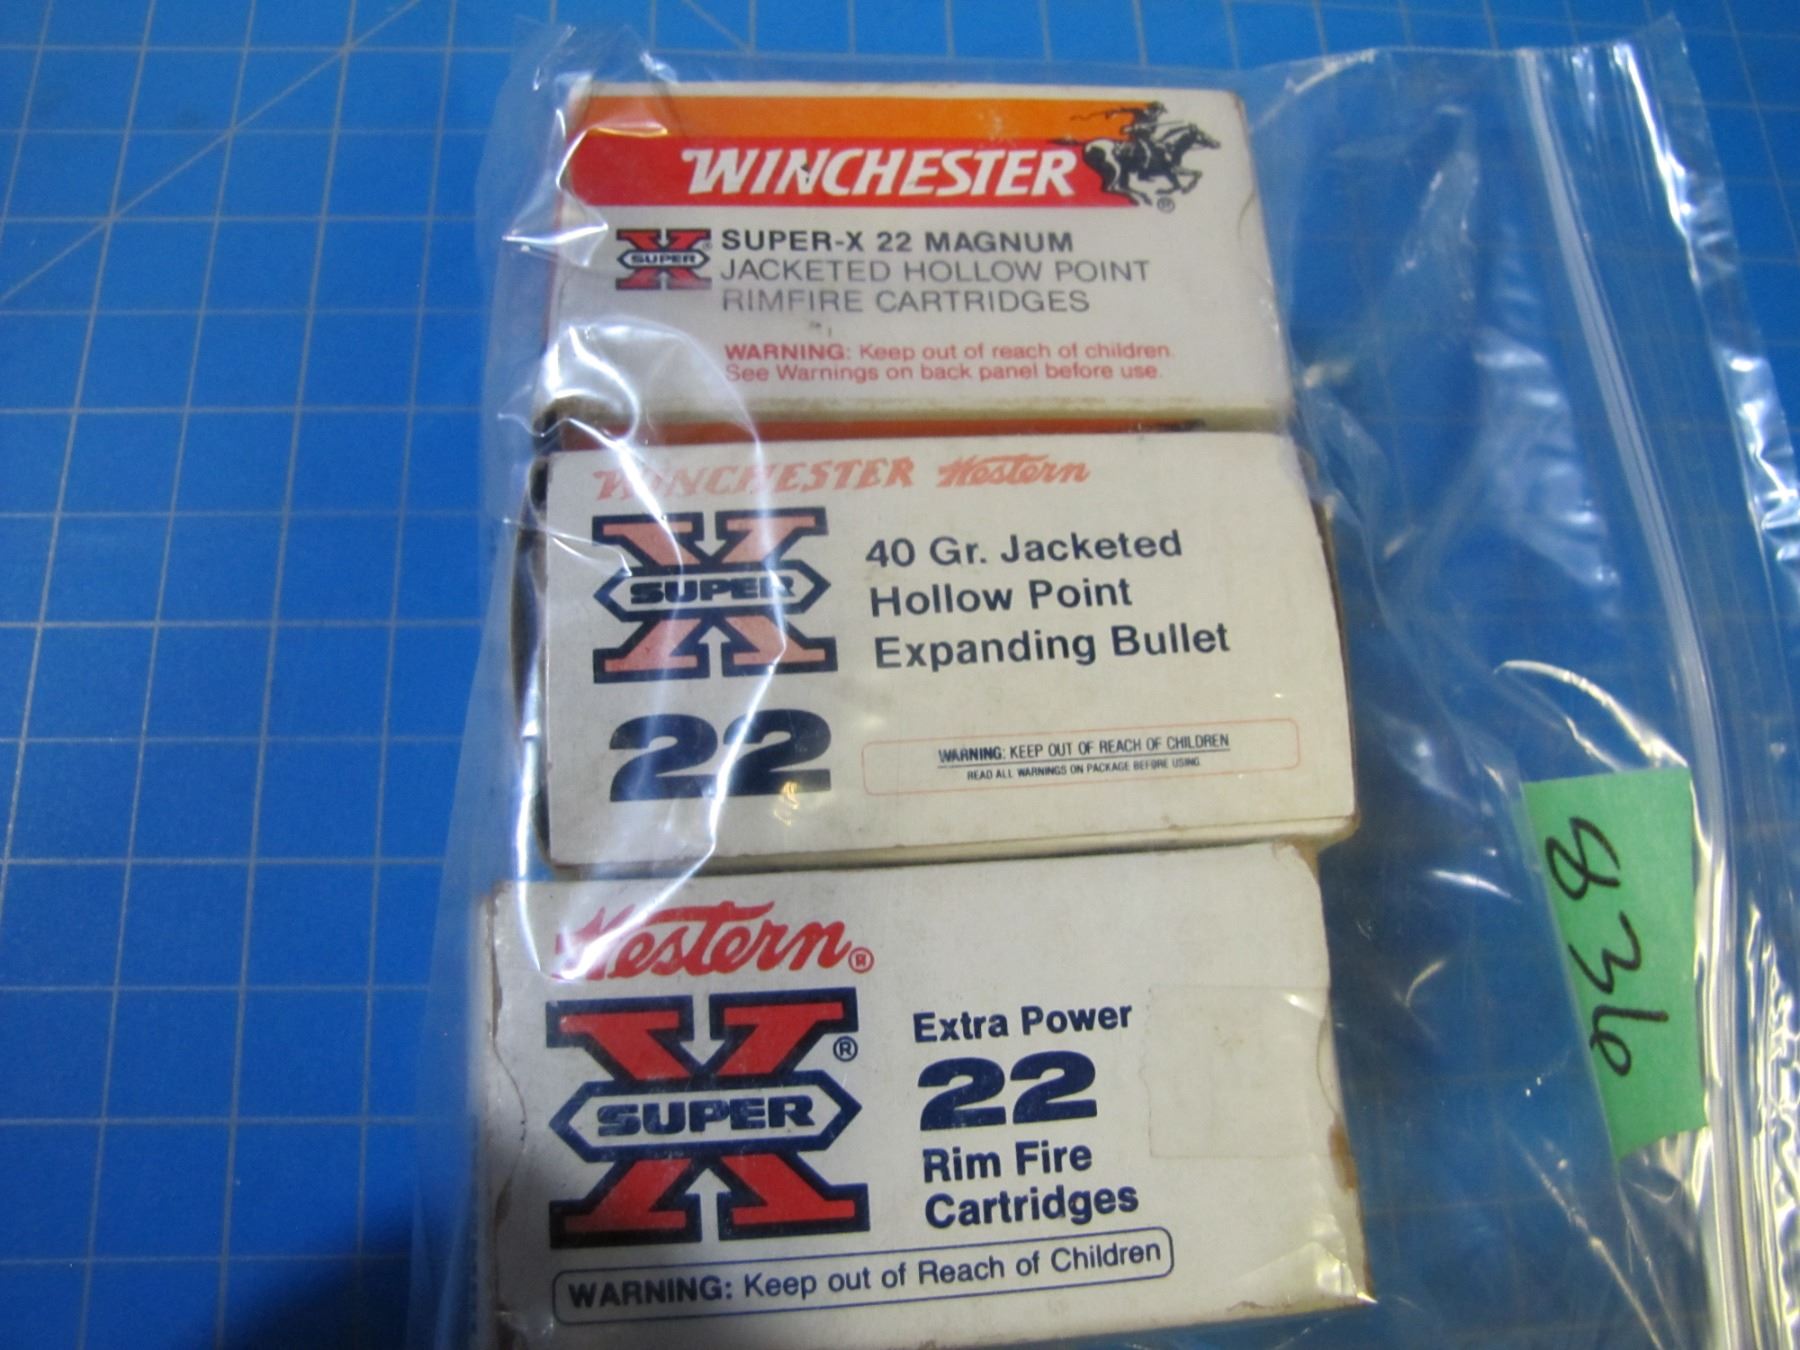 WINCHESTER
®
X SUPER ® SUPER-X 22 MAGNUM
JACKETED HOLLOW POINT
RIMFIRE CARTRIDGES
WARNING: Keep out of reach of children.
See Warnings on back panel before use.
WINCHESTER Western
X SUPER
40 Gr. Jacketed
Hollow Point
Expanding Bullet
22
WARNING: KEEP OUT OF REACH OF CHILDREN
READ ALL WARNINGS ON PACKAGE BEFORE USING
Western®
X SUPER ®
Extra Power
22
Rim Fire
Cartridges
WARNING: Keep out of Reach of Children
836